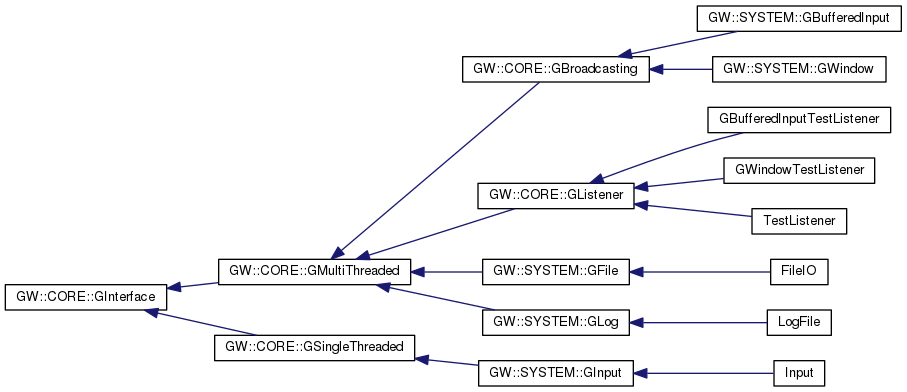 GW::SYSTEM::GBufferedInput
GW::CORE::GBroadcasting
GW::SYSTEM::GWindow
GBufferedInputTestListener
GWindowTestListener
GW::CORE::GListener
TestListener
GW::CORE::GMultiThreaded
GW::SYSTEM::GFile
FileIO
GW::CORE::GInterface
GW::SYSTEM::GLog
LogFile
GW::CORE::GSingleThreaded
GW::SYSTEM::GInput
Input